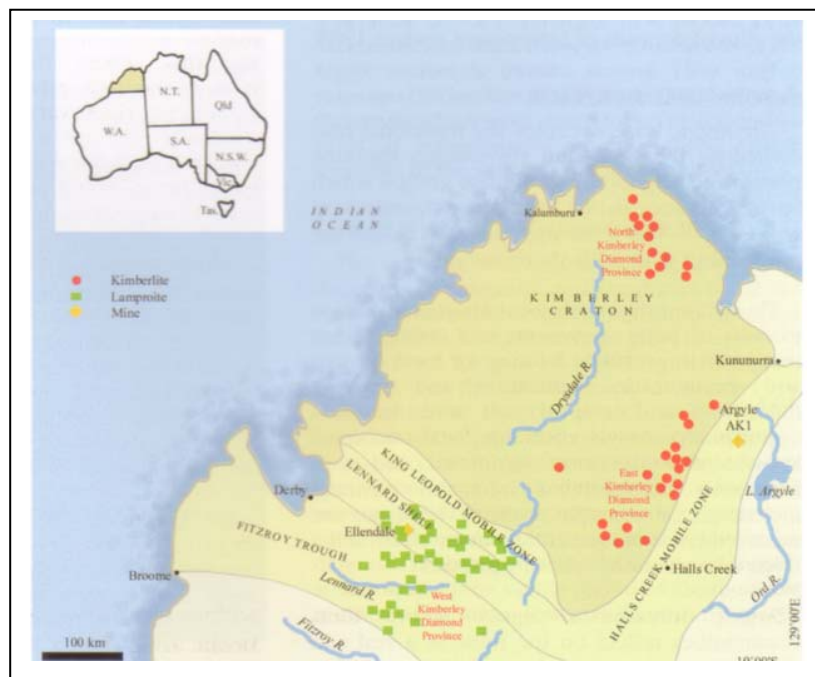 N.T.
Qld
W.A.
S.A.
N.S.W.
Vic
Tas.
INDIAN
OCEAN
Kimberlite
Lamproite
Mine
Kalumburu
North
Kimberley
Diamond
Province
KIMBERLEY
CRATON
Drysdale R.
Kununurra
Argyle
AK1
L. Argyle
East
Kimberley
Diamond
Province
HALLS CREEK MOBILE ZONE
Halls Creek
Ord R.
KING LEOPOLD MOBILE ZONE
LENNARD SHELF
Derby
Ellendale
FITZROY TROUGH
Broome
Lennard R.
West
Kimberley
Diamond
Province
Fitzroy R.
100 km
129°00'E